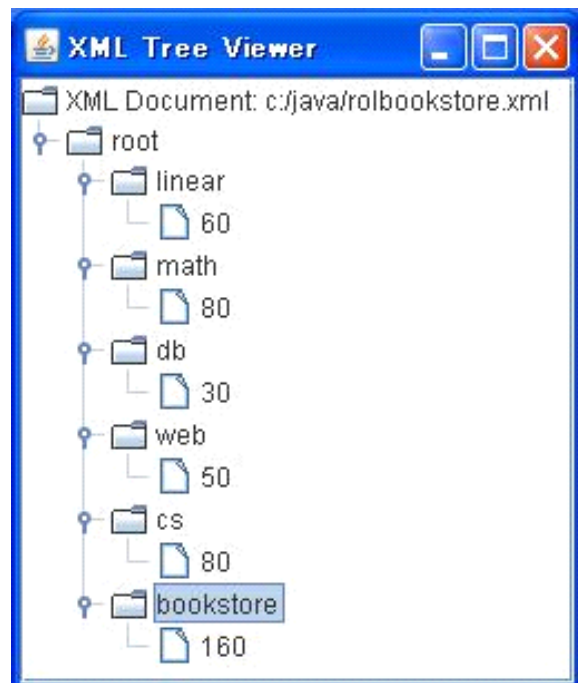 XML Tree Viewer
XML Document: c:/java/rolbookstore.xml
root
linear
60
math
80
db
30
web
50
cs
80
bookstore
160